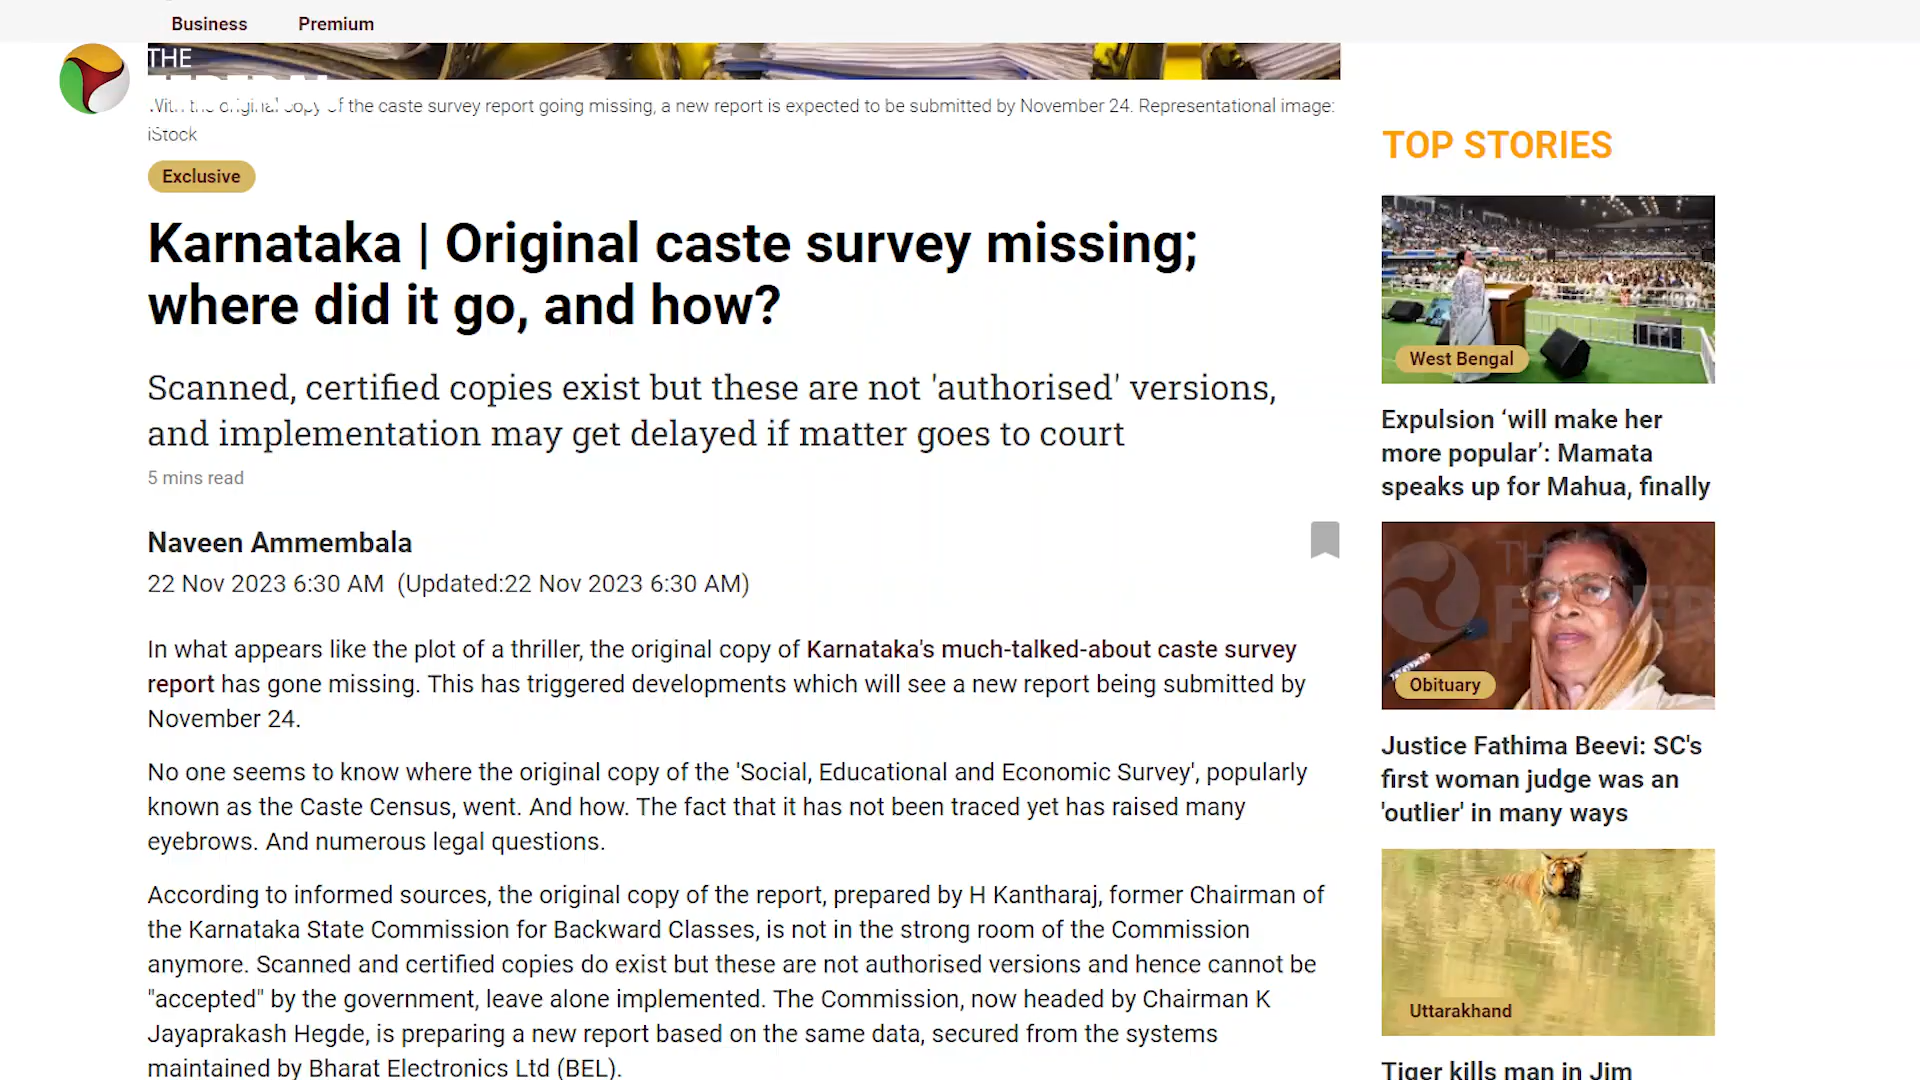 Business Premium
THE
FEDERAL
With the original copy of the caste survey report going missing, a new report is expected to be submitted by November 24. Representational image:
iStock
Exclusive
Karnataka | Original caste survey missing;
where did it go, and how?
Scanned, certified copies exist but these are not 'authorised' versions,
and implementation may get delayed if matter goes to court
5 mins read
Naveen Ammembala
22 Nov 2023 6:30 AM (Updated:22 Nov 2023 6:30 AM)
In what appears like the plot of a thriller, the original copy of Karnataka's much-talked-about caste survey
report has gone missing. This has triggered developments which will see a new report being submitted by
November 24.
No one seems to know where the original copy of the 'Social, Educational and Economic Survey', popularly
known as the Caste Census, went. And how. The fact that it has not been traced yet has raised many
eyebrows. And numerous legal questions.
According to informed sources, the original copy of the report, prepared by H Kantharaj, former Chairman of
the Karnataka State Commission for Backward Classes, is not in the strong room of the Commission
anymore. Scanned and certified copies do exist but these are not authorised versions and hence cannot be
"accepted" by the government, leave alone implemented. The Commission, now headed by Chairman K
Jayaprakash Hegde, is preparing a new report based on the same data, secured from the systems
maintained by Bharat Electronics Ltd (BEL).
TOP STORIES
West Bengal
Expulsion ‘will make her
more popular’: Mamata
speaks up for Mahua, finally
Obituary
Justice Fathima Beevi: SC's
first woman judge was an
'outlier' in many ways
Uttarakhand
Tiger kills man in Jim